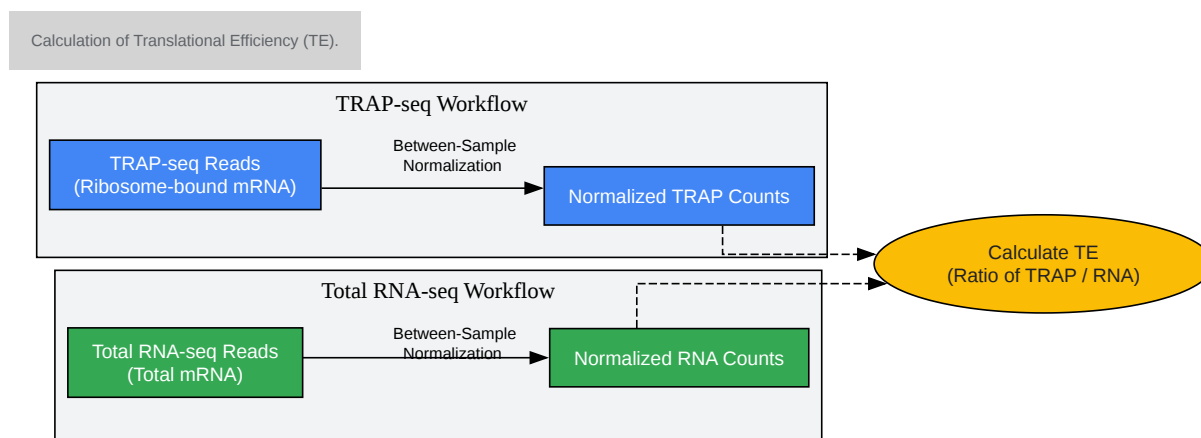 Calculation of Translational Efficiency (TE).
TRAP-seq Workflow
TRAP-seq Reads
(Ribosome-bound mRNA)
Between-Sample
Normalization
Normalized TRAP Counts
Calculate TE
(Ratio of TRAP / RNA)
Total RNA-seq Workflow
Total RNA-seq Reads
(Total mRNA)
Between-Sample
Normalization
Normalized RNA Counts